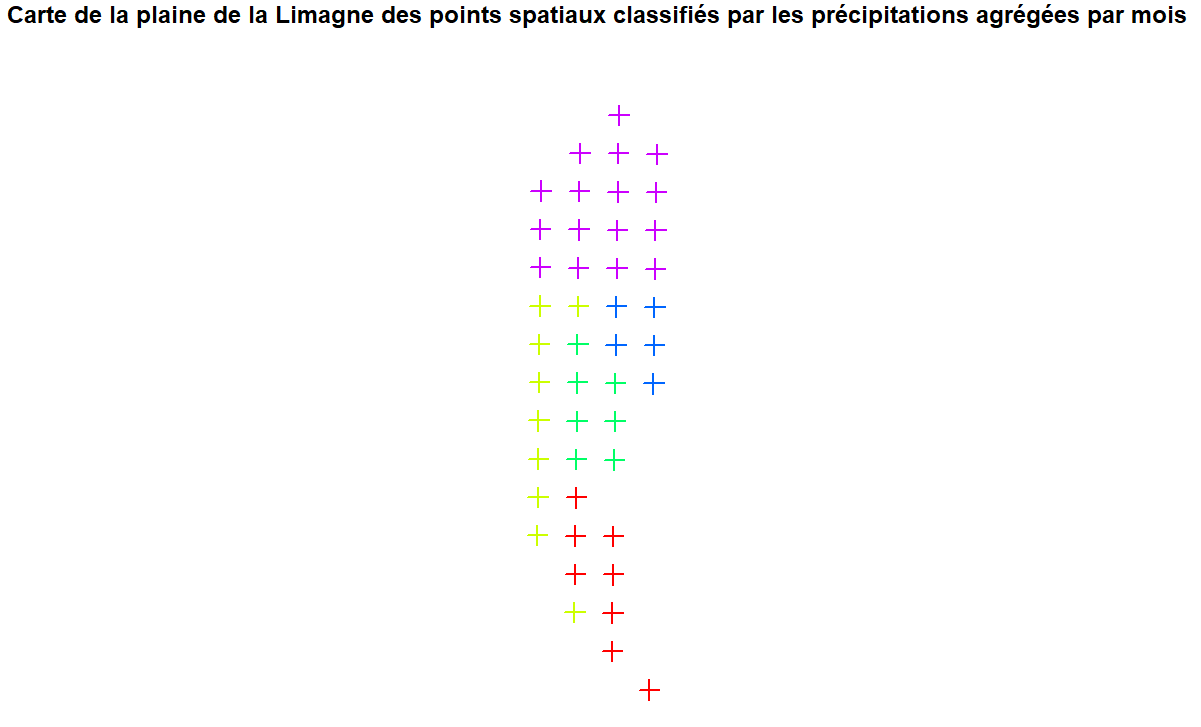 Carte de la plaine de la Limagne des points spatiaux classifiés par les précipitations agrégées par mois